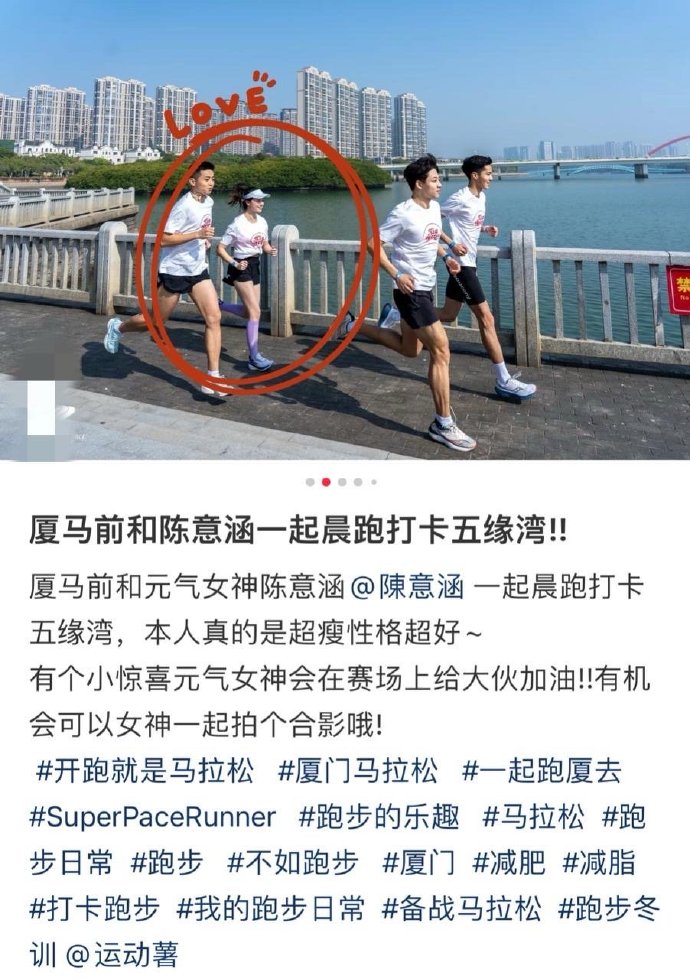 LOVE
禁
No
厦马前和陈意涵一起晨跑打卡五缘湾!!
厦马前和元气女神陈意涵@陳意涵 一起晨跑打卡
五缘湾，本人真的是超瘦性格超好~
有个小惊喜元气女神会在赛场上给大伙加油!!有机
会可以女神一起拍个合影哦!
#开跑就是马拉松 #厦门马拉松 #一起跑厦去
#SuperPaceRunner #跑步的乐趣 #马拉松 #跑
步日常 #跑步 #不如跑步 #厦门 #减肥 #减脂
#打卡跑步 #我的跑步日常 #备战马拉松 #跑步冬
训 @运动薯